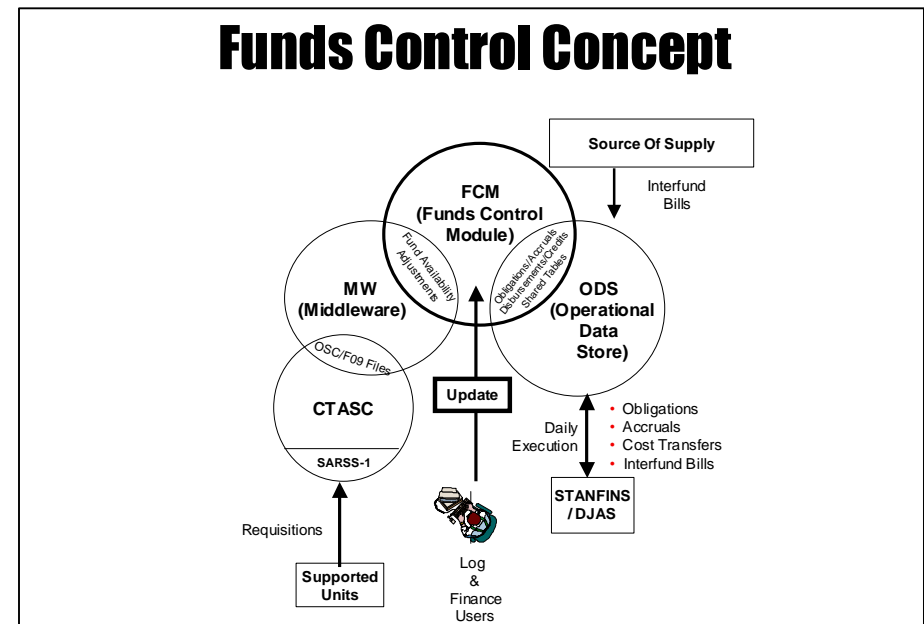 Funds Control Concept
Source Of Supply
Interfund
Bills
FCM
(Funds Control
Module)
Fund Availability
Adjustments
Obligations/Accruals
Disbursements/Credits
Shared Tables
MW
(Middleware)
ODS
(Operational
Data
Store)
OSC/F09 Files
CTASC
SARSS-1
Update
Daily
Execution
• Obligations
• Accruals
• Cost Transfers
• Interfund Bills
STANFINS
/ DJAS
Requisitions
Supported
Units
Log
&
Finance
Users